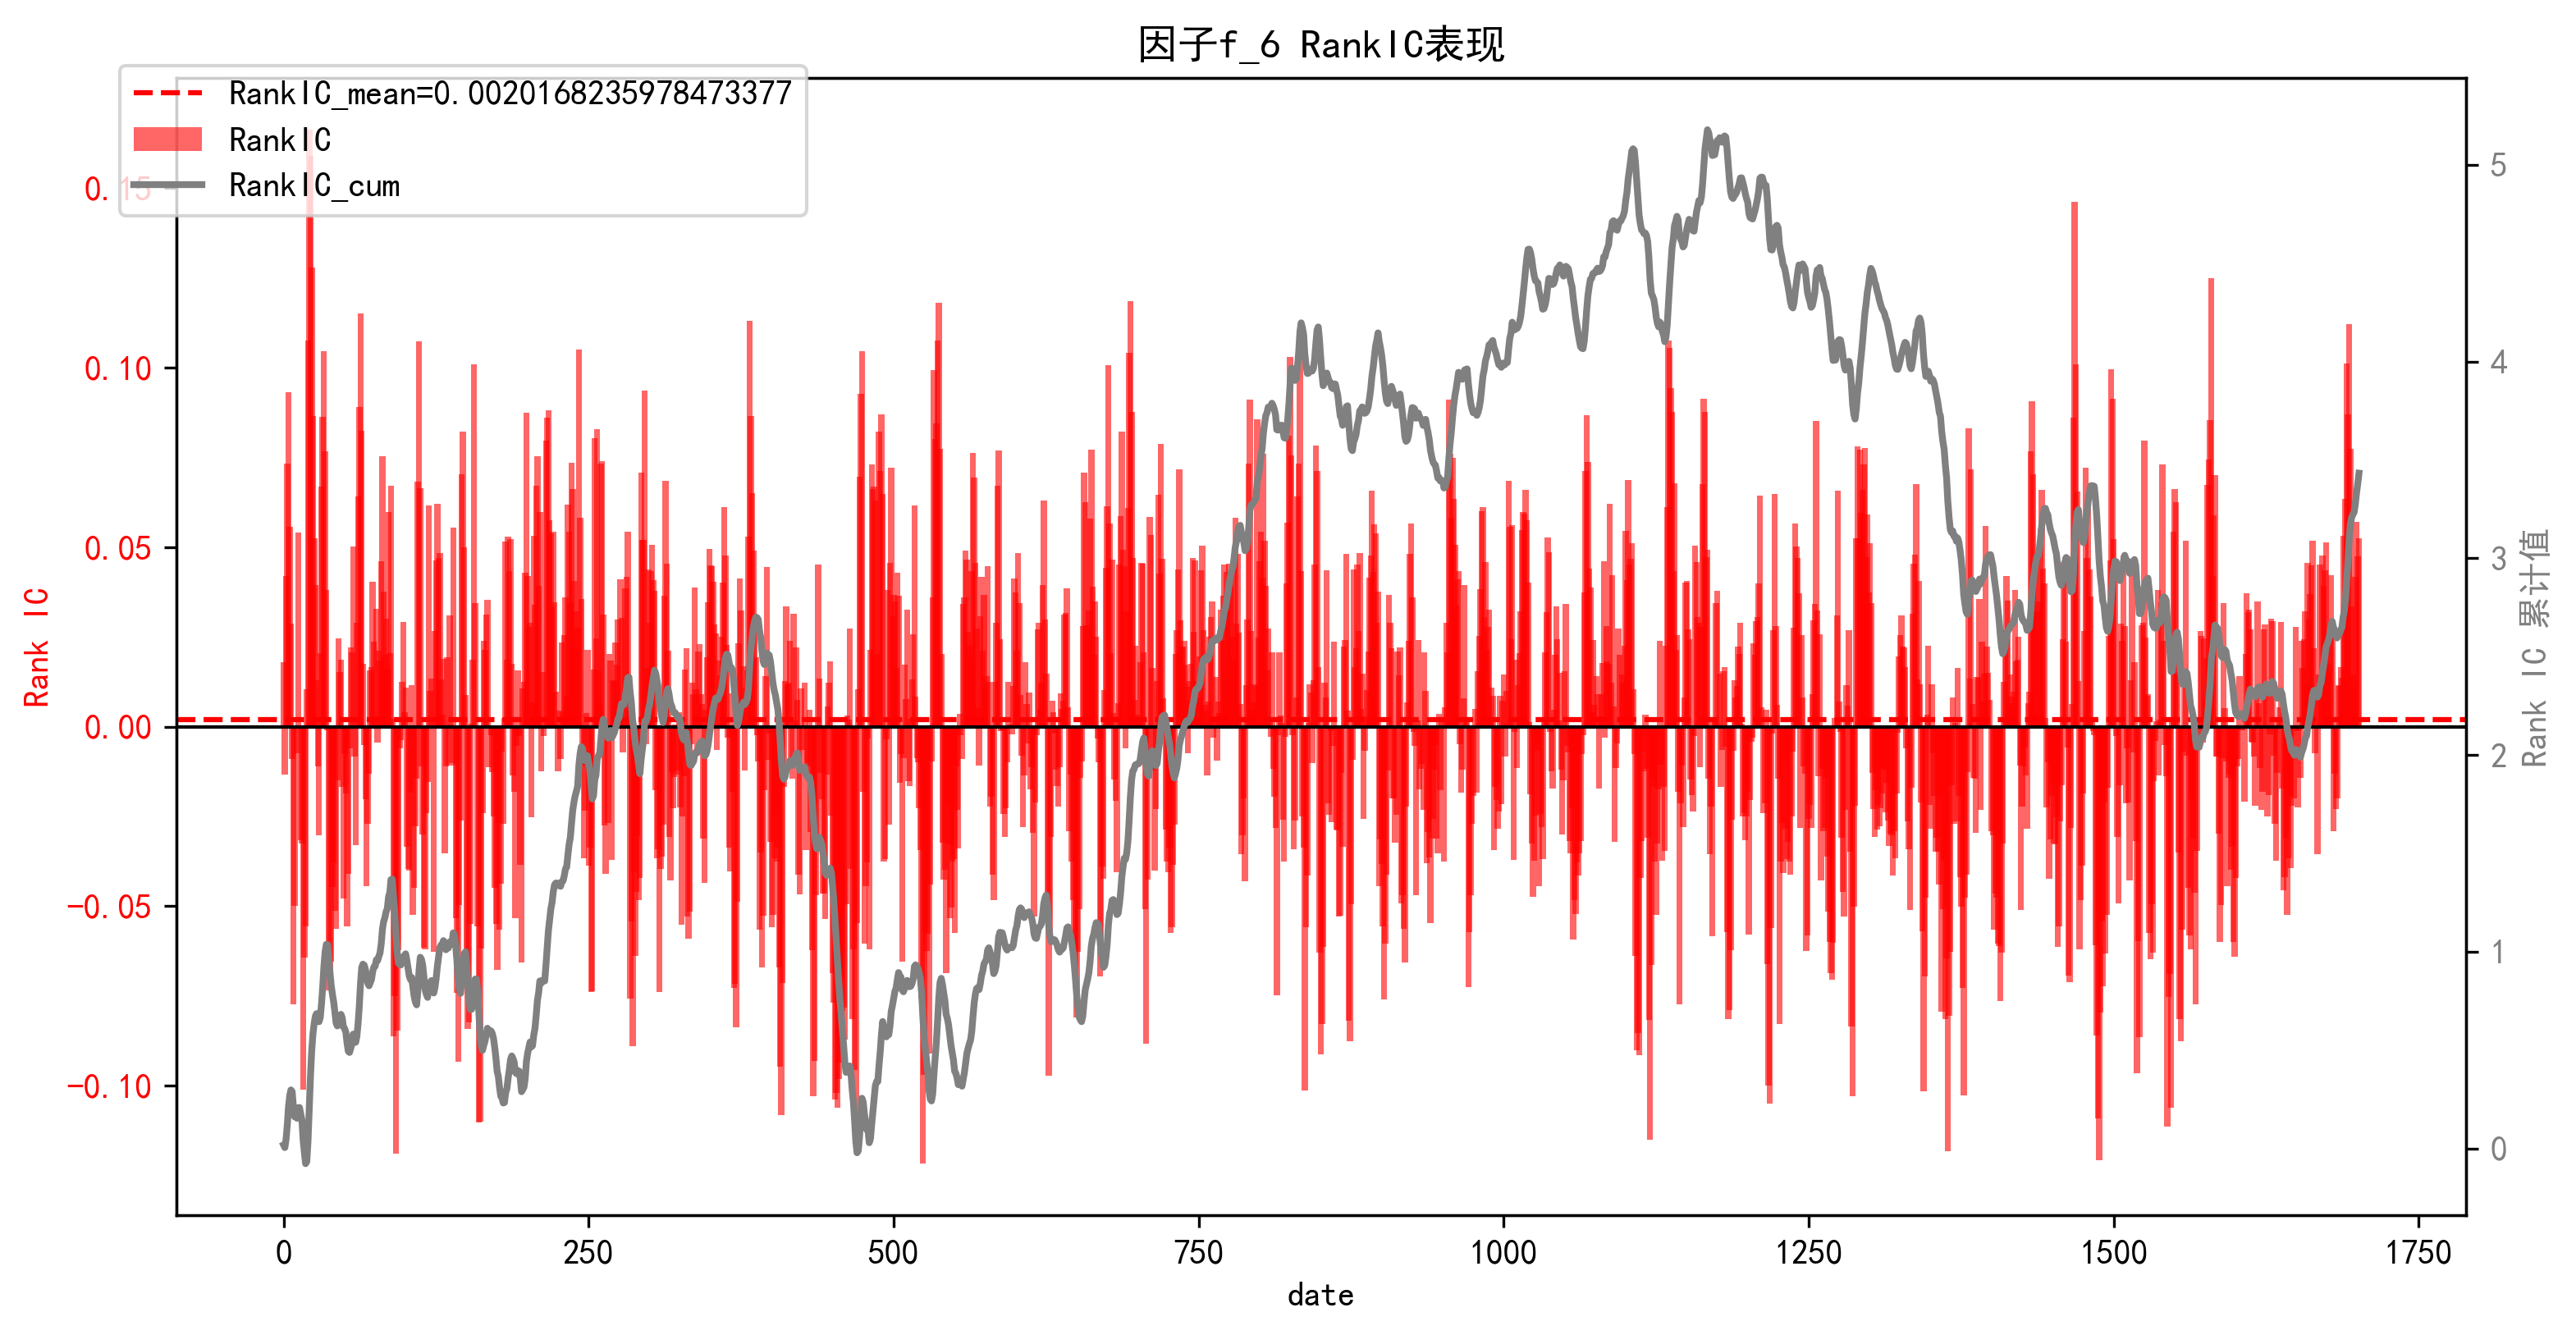 因子f_6 RankIC表现
RankIC_mean=0.0020168235978473377
RankIC
RankIC_cum
0.15
0.10
0.05
0.00
-0.05
-0.10
Rank IC
5
4
3
2
1
0
Rank IC 累计值
0 250 500 750 1000 1250 1500 1750
date